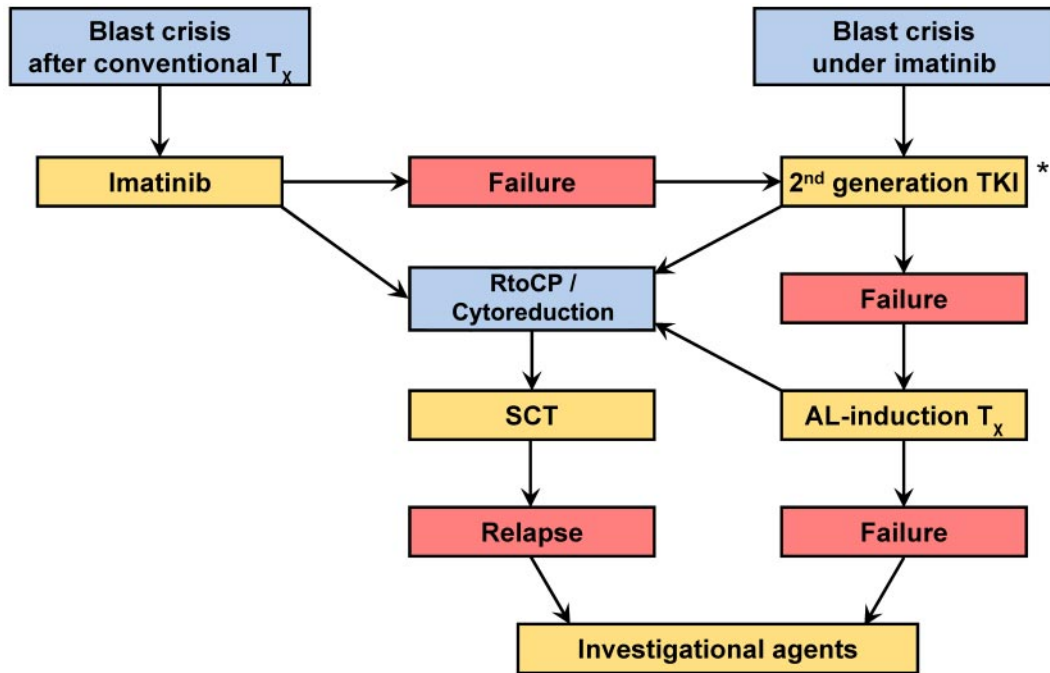 Blast crisis
after conventional Tx
Blast crisis
under imatinib
Imatinib
Failure
2nd generation TKI
*
RtoCP /
Cytoreduction
Failure
SCT
AL-induction Tx
Relapse
Failure
Investigational agents